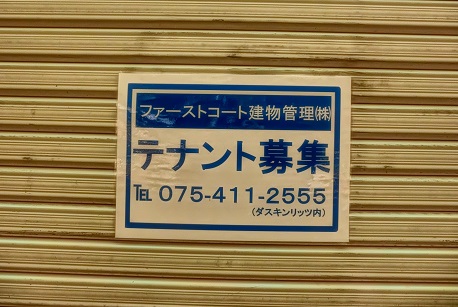 ファーストコート建物管理㈱
テナント募集
℡ 075-411-2555
(ダスキンリッツ内)